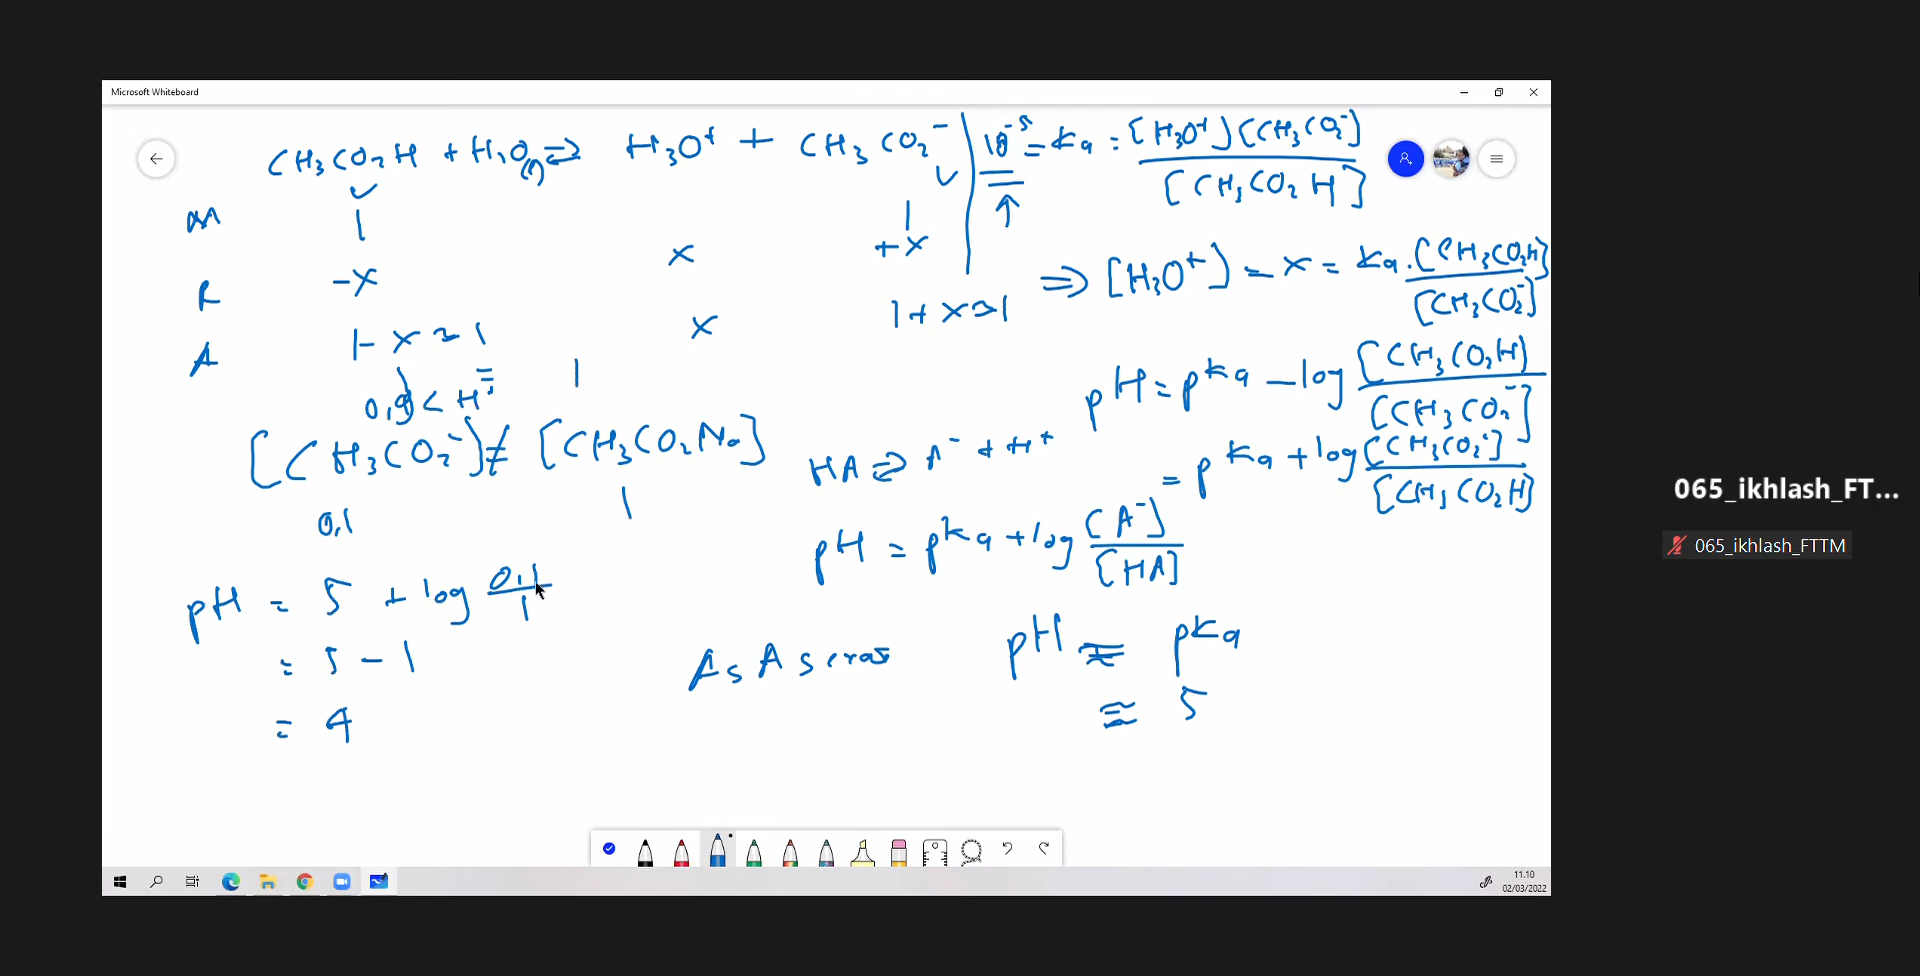 Microsoft Whiteboard
CH₃CO₂H + H₂O(l) ⇌ H₃O⁺ + CH₃CO₂⁻
10⁻⁵ = Ka : [H₃O⁺][CH₃CO₂⁻] / [CH₃CO₂H]
M 1 1
R -x x +x
A 1-x ≈ 1 x 1+x ≈ 1
⇒ [H₃O⁺] = x = Ka . [CH₃CO₂H] / [CH₃CO₂⁻]
pH = pKa - log [CH₃CO₂H] / [CH₃CO₂⁻]
= pKa + log [CH₃CO₂⁻] / [CH₃CO₂H]
1
[CH₃CO₂⁻] ≠ [CH₃CO₂Na]
0,1 1
HA ⇌ A⁻ + H⁺
pH = pKa + log [A⁻] / [HA]
pH = 5 + log 0,1 / 1
= 5 - 1
= 4
pH ≅ pKa
≅ 5
065_ikhlash_FT...
065_ikhlash_FTTM
11.10
02/03/2022